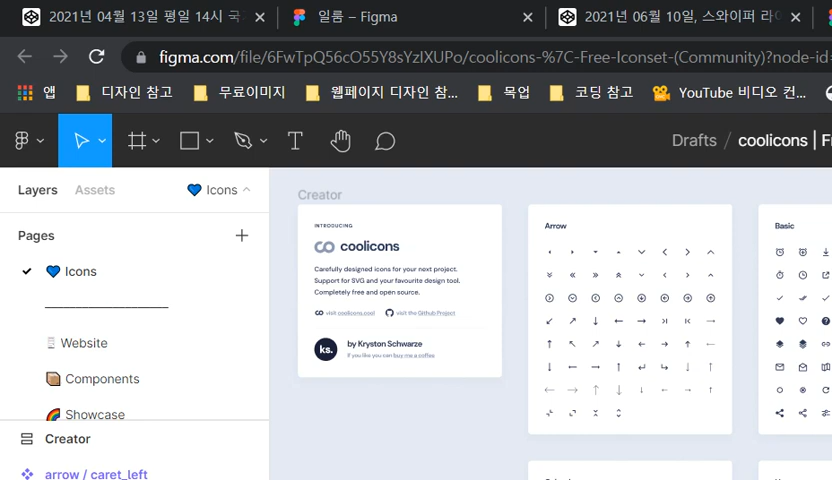 2021년 04월 13일 평일 14시 국
일룸 – Figma
2021년 06월 10일, 스와이퍼 라이
figma.com/file/6FwTpQ56cO55Y8sYzIXUPo/coolicons-%7C-Free-Iconset-(Community)?node-id=
앱
디자인 참고
무료이미지
웹페이지 디자인 참...
목업
코딩 참고
YouTube 비디오 컨...
Drafts / coolicons | F
Layers
Assets
Icons
Pages
Icons
Website
Components
Showcase
Creator
arrow / caret_left
Creator
INTRODUCING
coolicons
Carefully designed icons for your next project.
Support for SVG and your favourite design tool.
Completely free and open source.
visit coolicons.cool
visit the Github Project
ks.
by Kryston Schwarze
If you like you can buy me a coffee
Arrow
Basic